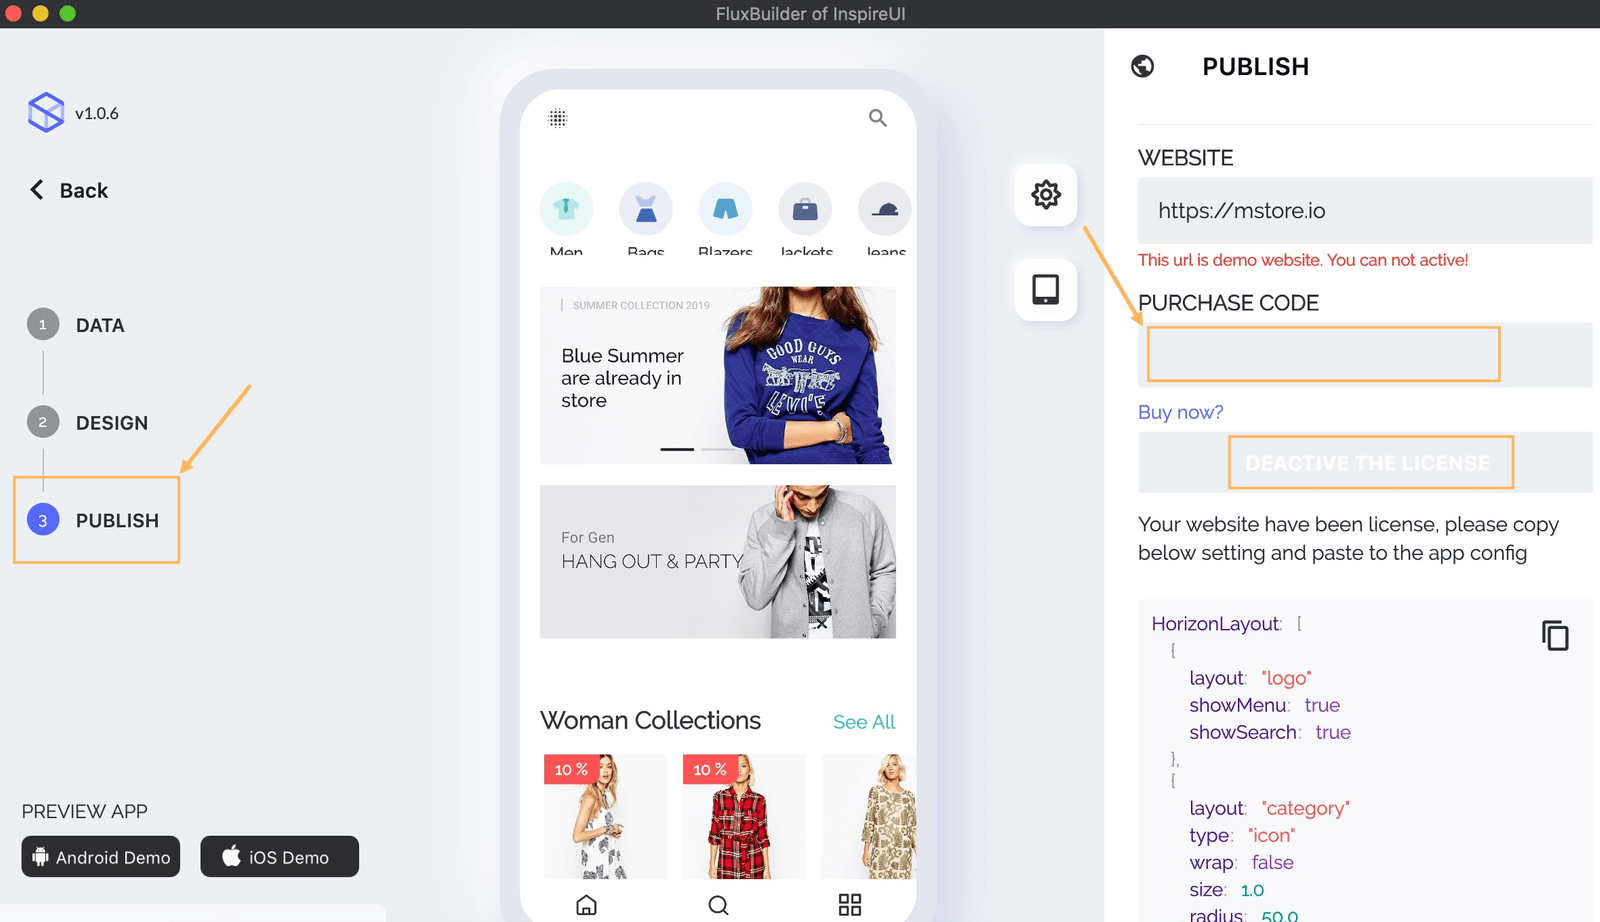 FluxBuilder of InspireUI
v1.0.6
Back
1 DATA
2 DESIGN
3 PUBLISH
PREVIEW APP
Android Demo
iOS Demo
Men Bags Blazers Jackets Jeans
SUMMER COLLECTION 2019
Blue Summer
are already in
store
GOOD GUYS
WEAR
LEVI'S
For Gen
HANG OUT & PARTY
Woman Collections See All
10 %
10 %
PUBLISH
WEBSITE
https://mstore.io
This url is demo website. You can not active!
PURCHASE CODE
Buy now?
DEACTIVE THE LICENSE
Your website have been license, please copy
below setting and paste to the app config
HorizonLayout: [
{
layout: "logo"
showMenu: true
showSearch: true
},
{
layout: "category"
type: "icon"
wrap: false
size: 1.0
radius: 50.0